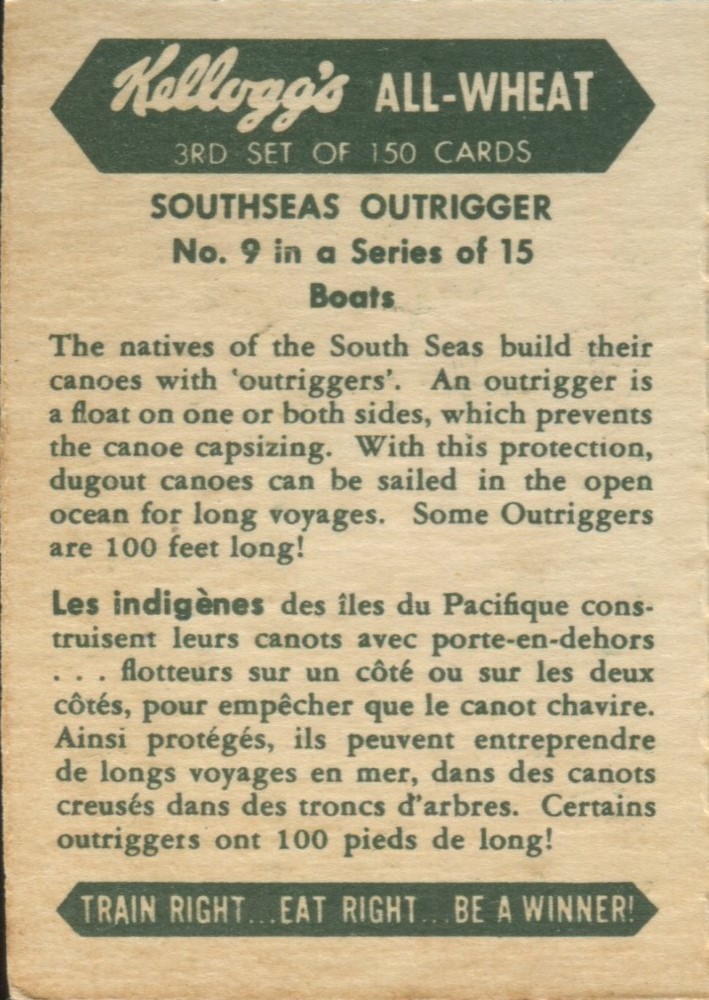 Kellogg's ALL-WHEAT
3RD SET OF 150 CARDS
SOUTHSEAS OUTRIGGER
No. 9 in a Series of 15
Boats
The natives of the South Seas build their
canoes with 'outriggers'. An outrigger is
a float on one or both sides, which prevents
the canoe capsizing. With this protection,
dugout canoes can be sailed in the open
ocean for long voyages. Some Outriggers
are 100 feet long!
Les indigènes des îles du Pacifique cons-
truisent leurs canots avec porte-en-dehors
. . . flotteurs sur un côté ou sur les deux
côtés, pour empêcher que le canot chavire.
Ainsi protégés, ils peuvent entreprendre
de longs voyages en mer, dans des canots
creusés dans des troncs d'arbres. Certains
outriggers ont 100 pieds de long!
TRAIN RIGHT...EAT RIGHT...BE A WINNER!